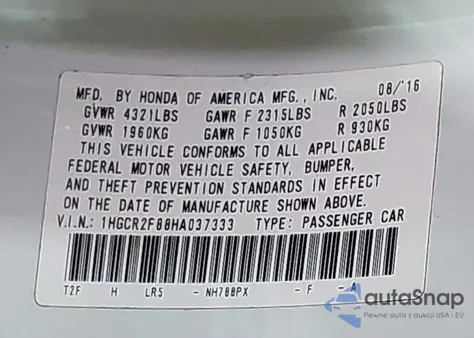 MFD. BY HONDA OF AMERICA MFG., INC. 08/'16
GVWR 4321LBS GAWR F 2315LBS R 2050LBS
GVWR 1960KG GAWR F 1050KG R 930KG
THIS VEHICLE CONFORMS TO ALL APPLICABLE
FEDERAL MOTOR VEHICLE SAFETY, BUMPER,
AND THEFT PREVENTION STANDARDS IN EFFECT
ON THE DATE OF MANUFACTURE SHOWN ABOVE.
V.I.N.: 1HGCR2F88HA037333 TYPE: PASSENGER CAR
T2F H LR5 - NH788PX - F - A
autaSnap
Pewne auta z aukcji USA i EU